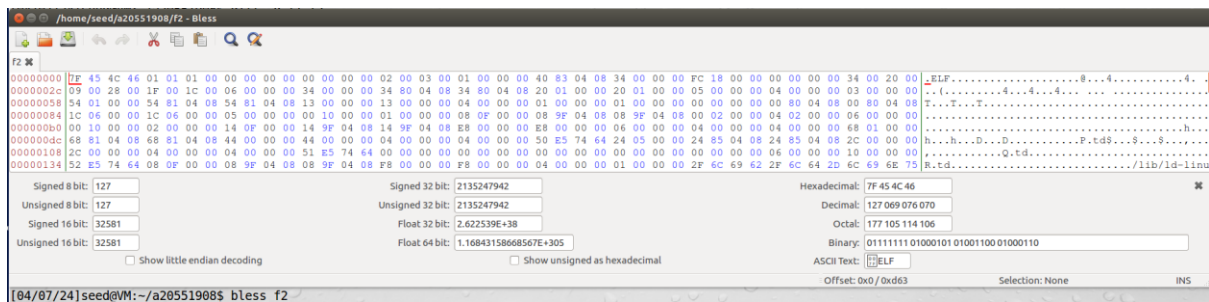 /home/seed/a20551908/f2 - Bless
f2
00000000 7F 45 4C 46 01 01 01 00 00 00 00 00 00 00 00 00 02 00 03 00 01 00 00 00 40 83 04 08 34 00 00 00 FC 18 00 00 00 00 00 00 34 00 20 00 .ELF....................@...4...........4. .
0000002c 09 00 28 00 1F 00 1C 00 06 00 00 00 34 00 00 00 34 80 04 08 34 80 04 08 20 01 00 00 20 01 00 00 05 00 00 00 04 00 00 00 03 00 00 00 ..(.........4...4...4... ... ...............
00000058 54 01 00 00 54 81 04 08 54 81 04 08 13 00 00 00 13 00 00 00 04 00 00 00 01 00 00 00 01 00 00 00 00 00 00 00 00 80 04 08 00 80 04 08 T...T...T................................
00000084 1C 06 00 00 1C 06 00 00 05 00 00 00 00 10 00 00 01 00 00 00 08 0F 00 00 08 9F 04 08 08 9F 04 08 00 02 00 00 04 02 00 00 06 00 00 00 ............................................
000000b0 00 10 00 00 02 00 00 00 14 0F 00 00 14 9F 04 08 14 9F 04 08 E8 00 00 00 E8 00 00 00 06 00 00 00 04 00 00 00 04 00 00 00 68 01 00 00 ........................................h...
000000dc 68 81 04 08 68 81 04 08 44 00 00 00 44 00 00 00 04 00 00 00 04 00 00 00 50 E5 74 64 24 05 00 00 24 85 04 08 24 85 04 08 2C 00 00 00 h...h...D...D...........P.td$...$...$...,...
00000108 2C 00 00 00 04 00 00 00 04 00 00 00 51 E5 74 64 00 00 00 00 00 00 00 00 00 00 00 00 00 00 00 00 00 00 00 00 06 00 00 00 10 00 00 00 ,...........Q.td............................
00000134 52 E5 74 64 08 0F 00 00 08 9F 04 08 08 9F 04 08 F8 00 00 00 F8 00 00 00 04 00 00 00 01 00 00 00 2F 6C 69 62 2F 6C 64 2D 6C 69 6E 75 R.td............................/lib/ld-linu
Signed 8 bit: 127 Signed 32 bit: 2135247942 Hexadecimal: 7F 45 4C 46
Unsigned 8 bit: 127 Unsigned 32 bit: 2135247942 Decimal: 127 069 076 070
Signed 16 bit: 32581 Float 32 bit: 2.622539E+38 Octal: 177 105 114 106
Unsigned 16 bit: 32581 Float 64 bit: 1.16843158668567E+305 Binary: 01111111 01000101 01001100 01000110
Show little endian decoding Show unsigned as hexadecimal ASCII Text: ELF
Offset: 0x0 / 0xd63 Selection: None INS
[04/07/24]seed@VM:~/a20551908$ bless f2